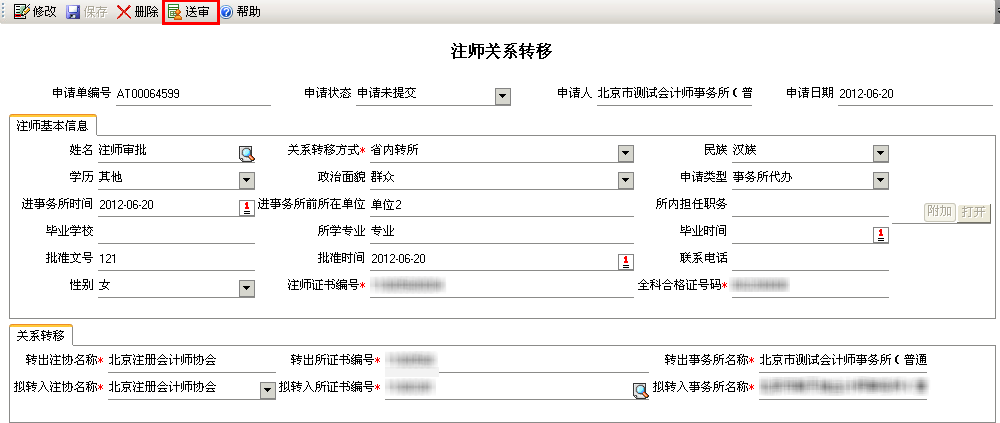 修改 保存 删除 送审 帮助
注师关系转移
申请单编号 AT00064599 申请状态 申请未提交 申请人 北京市测试会计师事务所（普 申请日期 2012-06-20
注师基本信息
姓名 注师审批 关系转移方式* 省内转所 民族 汉族
学历 其他 政治面貌 群众 申请类型 事务所代办
进事务所时间 2012-06-20 进事务所前所在单位 单位2 所内担任职务 附加 打开
毕业学校 所学专业 专业 毕业时间
批准文号 121 批准时间 2012-06-20 联系电话
性别 女 注师证书编号* 全科合格证号码*
关系转移
转出注协名称* 北京注册会计师协会 转出所证书编号* 转出事务所名称* 北京市测试会计师事务所（普通
拟转入注协名称* 北京注册会计师协会 拟转入所证书编号* 拟转入事务所名称*